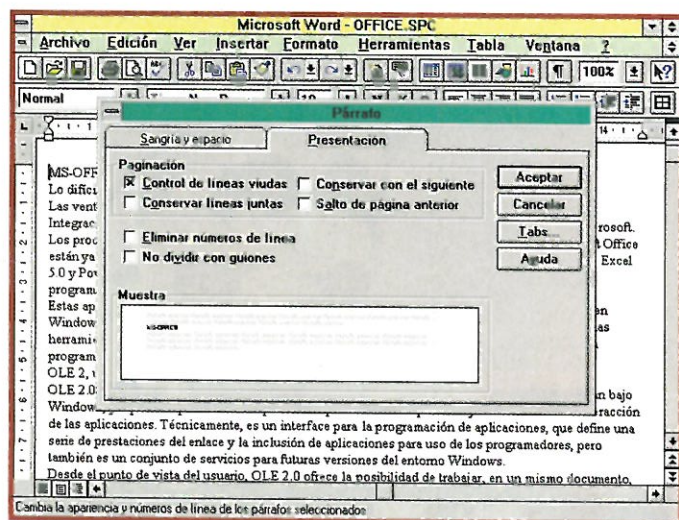 Microsoft Word - OFFICE.SPC
Archivo Edición Ver Insertar Formato Herramientas Tabla Ventana ?
100%
Normal
Párrafo
Sangría y espacio Presentación
Paginación
Control de líneas viudas Conservar con el siguiente
Conservar líneas juntas Salto de página anterior
Eliminar números de línea
No dividir con guiones
Aceptar
Cancelar
Tabs...
Ayuda
Muestra
MS-OFF
Lo dificu
Las vent
Integrac rosoft.
Los prod Office
están ya Excel
5.0 y Pov
program
Estas ap en
Window as
herrami
program
OLE 2,
OLE 2.0 n bajo
Window racción
de las aplicaciones. Técnicamente, es un interface para la programación de aplicaciones, que define una
serie de prestaciones del enlace y la inclusión de aplicaciones para uso de los programadores, pero
también es un conjunto de servicios para futuras versiones del entorno Windows.
Desde el punto de vista del usuario, OLE 2.0 ofrece la posibilidad de trabajar, en un mismo documento,
Cambia la apariencia y números de línea de los párrafos seleccionados